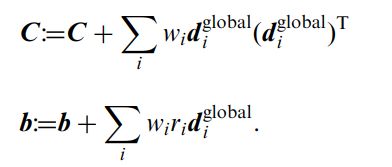 C:=C + ∑_i w_i d_i^global (d_i^global)^T
b:=b + ∑_i w_i r_i d_i^global.